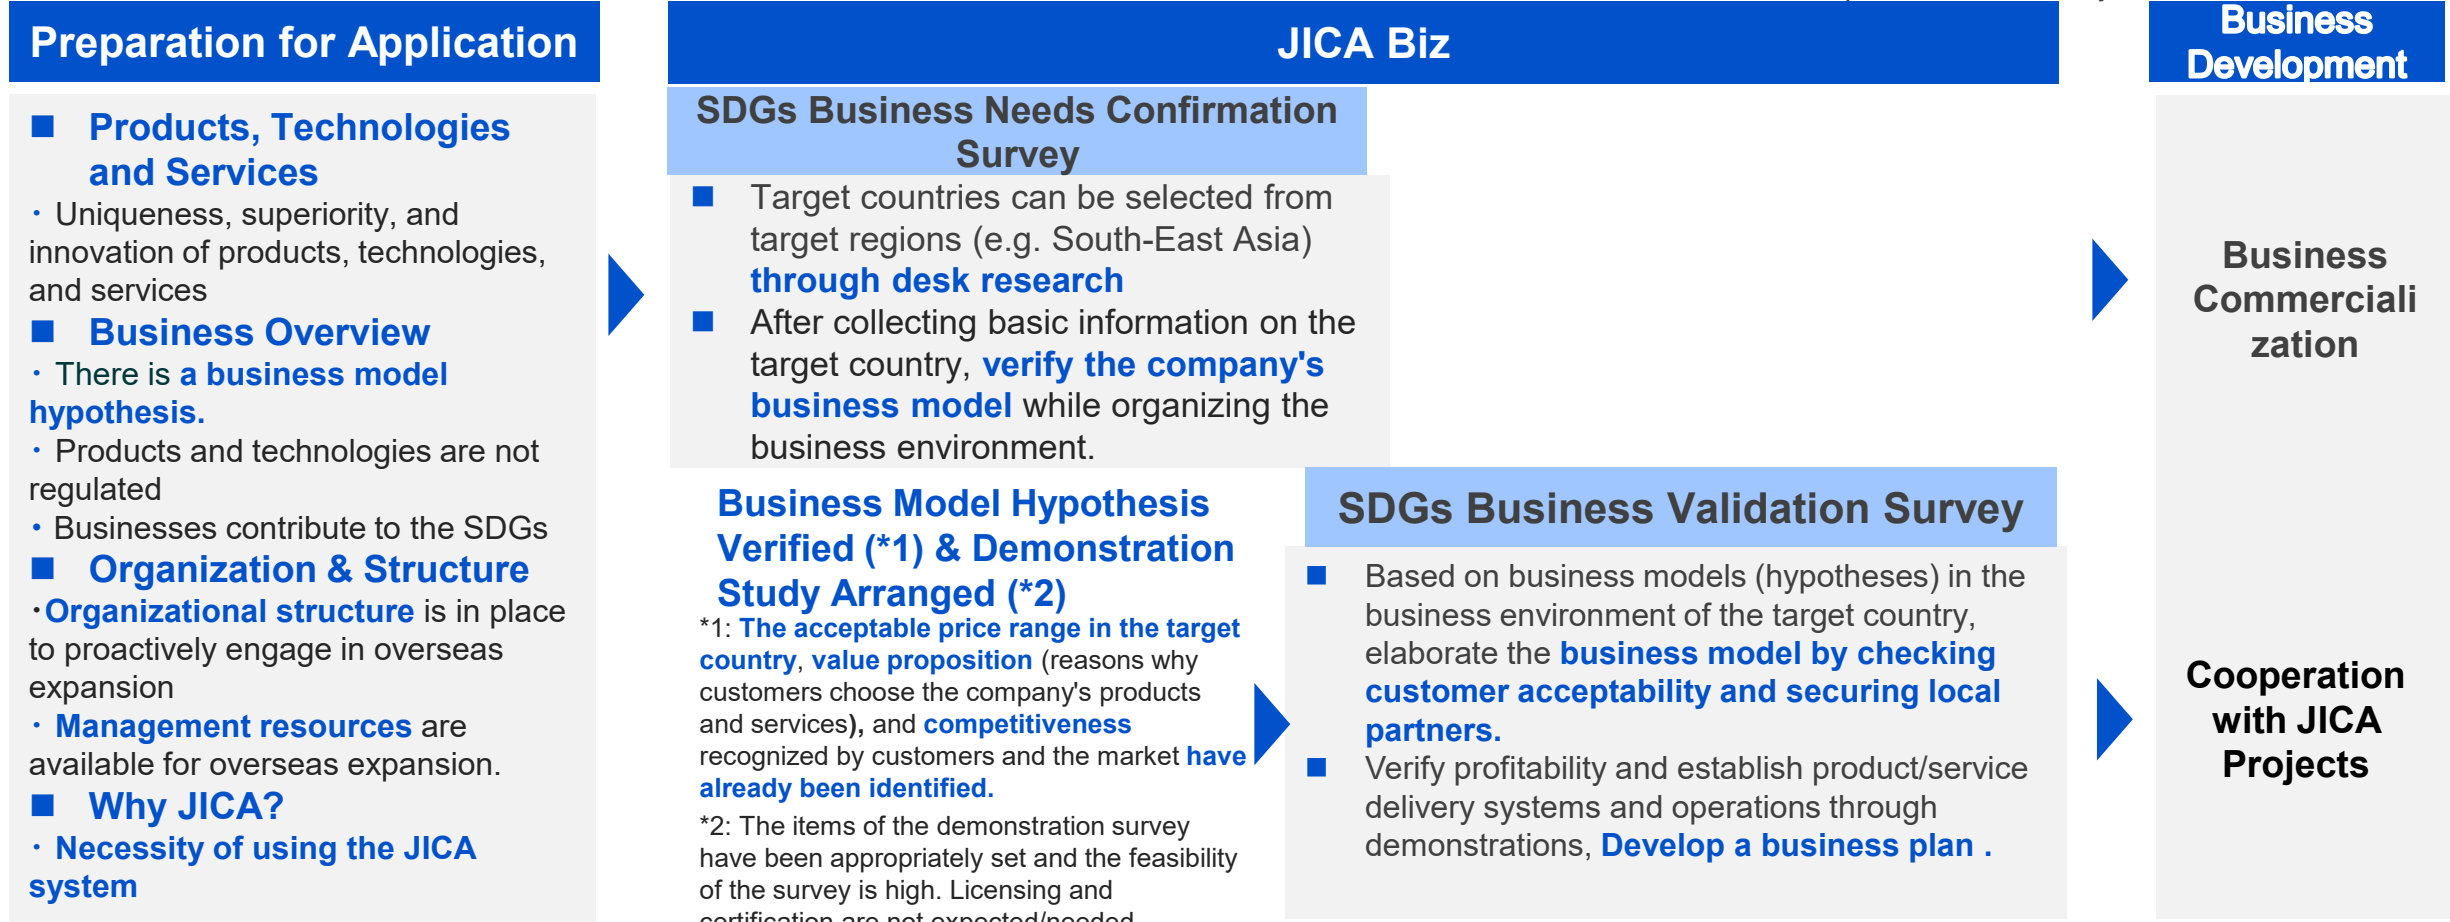 Preparation for Application
■ Products, Technologies
and Services
・Uniqueness, superiority, and
innovation of products, technologies,
and services
■ Business Overview
・There is a business model
hypothesis.
・Products and technologies are not
regulated
・Businesses contribute to the SDGs
■ Organization & Structure
・Organizational structure is in place
to proactively engage in overseas
expansion
・Management resources are
available for overseas expansion.
■ Why JICA?
・Necessity of using the JICA
system
JICA Biz
SDGs Business Needs Confirmation
Survey
■ Target countries can be selected from
target regions (e.g. South-East Asia)
through desk research
■ After collecting basic information on the
target country, verify the company's
business model while organizing the
business environment.
Business Model Hypothesis
Verified (*1) & Demonstration
Study Arranged (*2)
*1: The acceptable price range in the target
country, value proposition (reasons why
customers choose the company's products
and services), and competitiveness
recognized by customers and the market have
already been identified.
*2: The items of the demonstration survey
have been appropriately set and the feasibility
of the survey is high. Licensing and
certification are not expected/needed
SDGs Business Validation Survey
■ Based on business models (hypotheses) in the
business environment of the target country,
elaborate the business model by checking
customer acceptability and securing local
partners.
■ Verify profitability and establish product/service
delivery systems and operations through
demonstrations, Develop a business plan .
Business
Development
Business
Commerciali
zation
Cooperation
with JICA
Projects